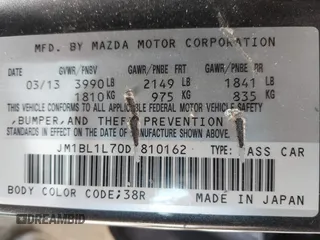 MFD. BY MAZDA MOTOR CORPORATION
DATE GVWR/PNBV GAWR/PNBE FRT GAWR/PNBE RR
03/13 3990 LB 2149 LB 1841 LB
1810 KG 975 KG 835 KG
THIS VEHICLE CONFORMS TO ALL APPLICABLE FEDERAL MOTOR VEHICLE SAFETY
, BUMPER, AND THEFT PREVENTION
STANDARDS IN EFFECT ON THE DATE OF MANUFACTURE SHOWN ABOVE.
JM1BL1L70D 810162 TYPE: ASS CAR
BODY COLOR CODE;38R MADE IN JAPAN
DREAMBID